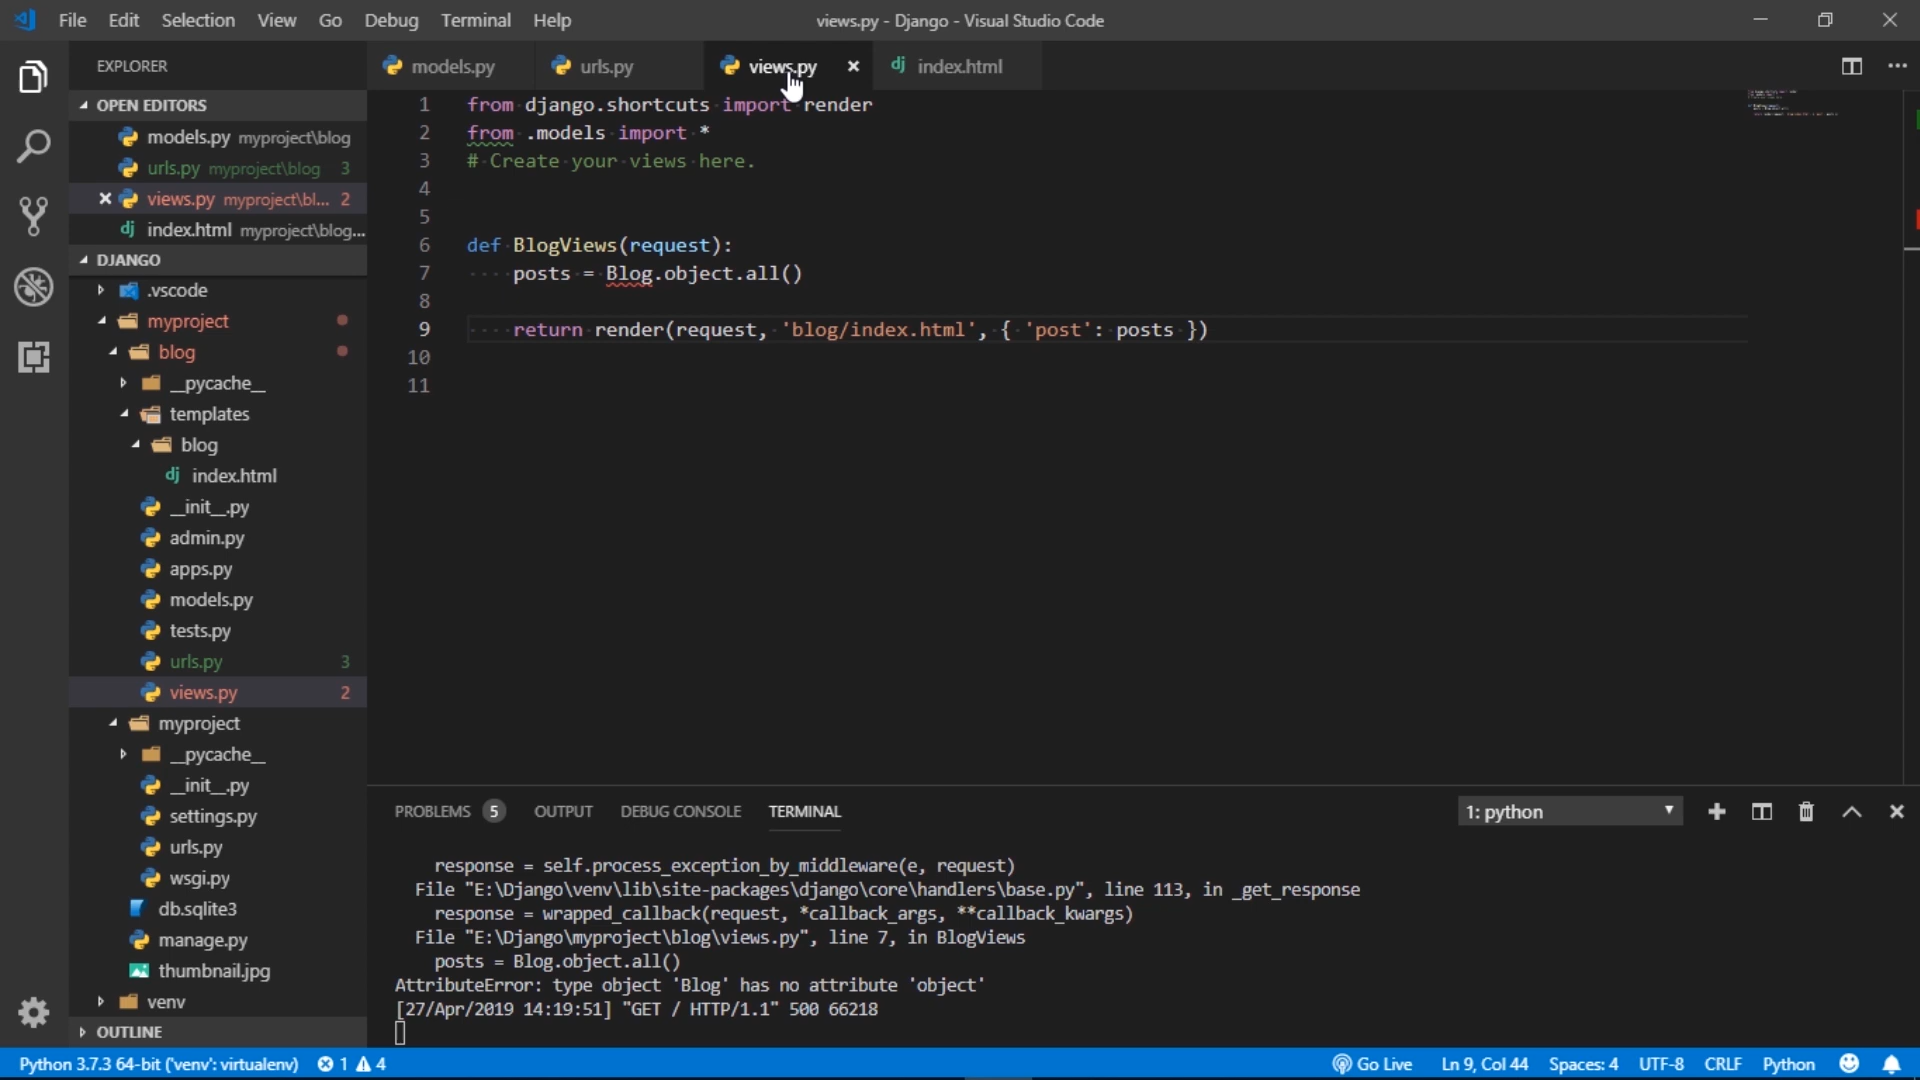 File Edit Selection View Go Debug Terminal Help
views.py - Django - Visual Studio Code
EXPLORER
OPEN EDITORS
models.py myproject\blog
urls.py myproject\blog 3
views.py myproject\bl... 2
index.html myproject\blog...
DJANGO
.vscode
myproject
blog
__pycache__
templates
blog
index.html
__init__.py
admin.py
apps.py
models.py
tests.py
urls.py 3
views.py 2
myproject
__pycache__
__init__.py
settings.py
urls.py
wsgi.py
db.sqlite3
manage.py
thumbnail.jpg
venv
OUTLINE
models.py urls.py views.py index.html
1 from django.shortcuts import render
2 from .models import *
3 # Create your views here.
4
5
6 def BlogViews(request):
7 posts = Blog.object.all()
8
9 return render(request, 'blog/index.html', { 'post': posts })
10
11
PROBLEMS 5 OUTPUT DEBUG CONSOLE TERMINAL 1: python
response = self.process_exception_by_middleware(e, request)
File "E:\Django\venv\lib\site-packages\django\core\handlers\base.py", line 113, in _get_response
response = wrapped_callback(request, *callback_args, **callback_kwargs)
File "E:\Django\myproject\blog\views.py", line 7, in BlogViews
posts = Blog.object.all()
AttributeError: type object 'Blog' has no attribute 'object'
[27/Apr/2019 14:19:51] "GET / HTTP/1.1" 500 66218
Python 3.7.3 64-bit ('venv': virtualenv) 1 4 Go Live Ln 9, Col 44 Spaces: 4 UTF-8 CRLF Python